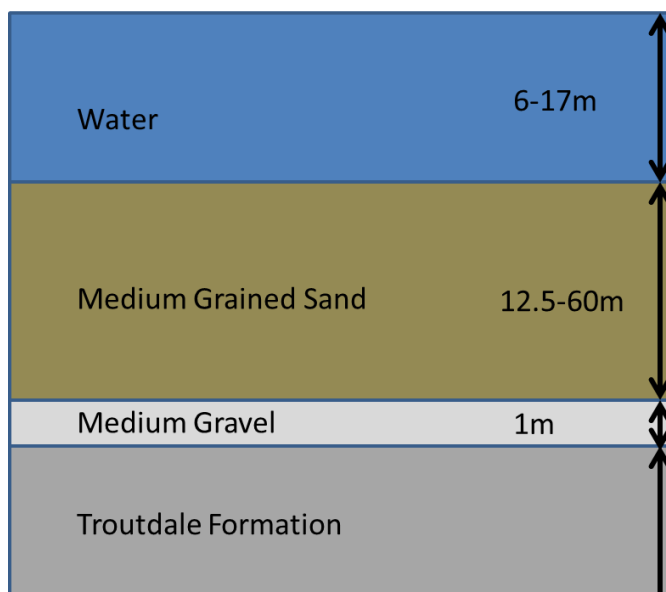 Water 6-17m
Medium Grained Sand 12.5-60m
Medium Gravel 1m
Troutdale Formation